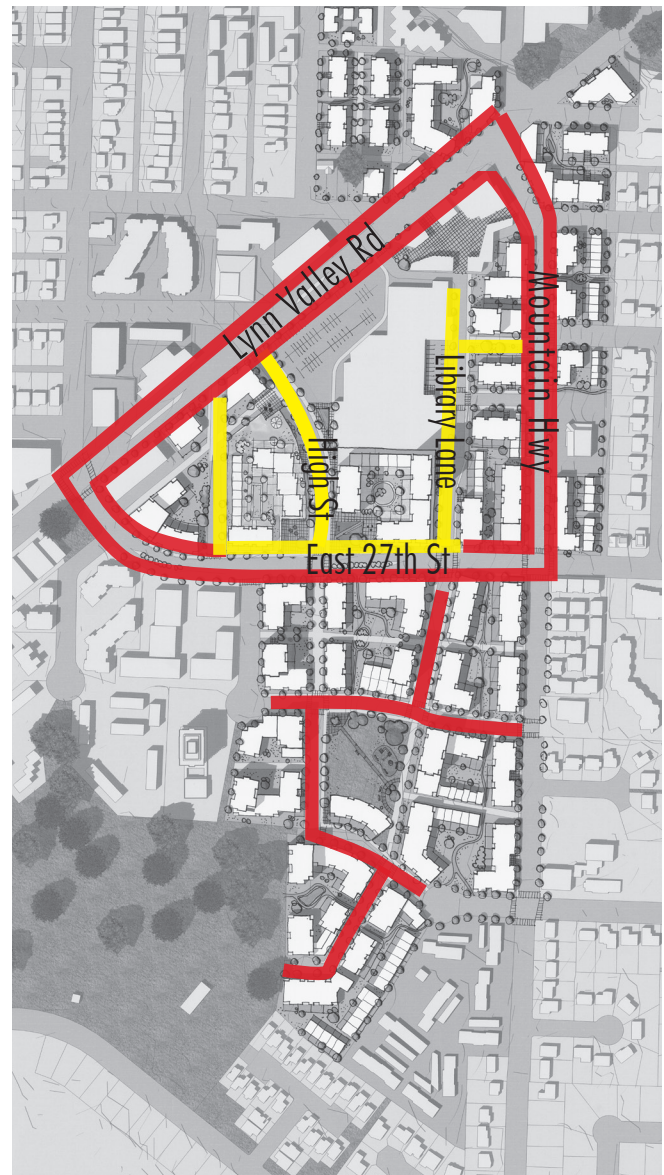 Lynn Valley Rd
Mountain Hwy
Library Lane
High St
East 27th St